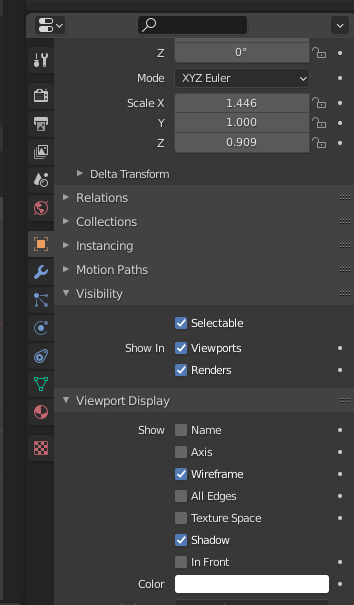 Z 0°
Mode XYZ Euler
Scale X 1.446
Y 1.000
Z 0.909
Delta Transform
Relations
Collections
Instancing
Motion Paths
Visibility
Selectable
Show In Viewports
Renders
Viewport Display
Show Name
Axis
Wireframe
All Edges
Texture Space
Shadow
In Front
Color